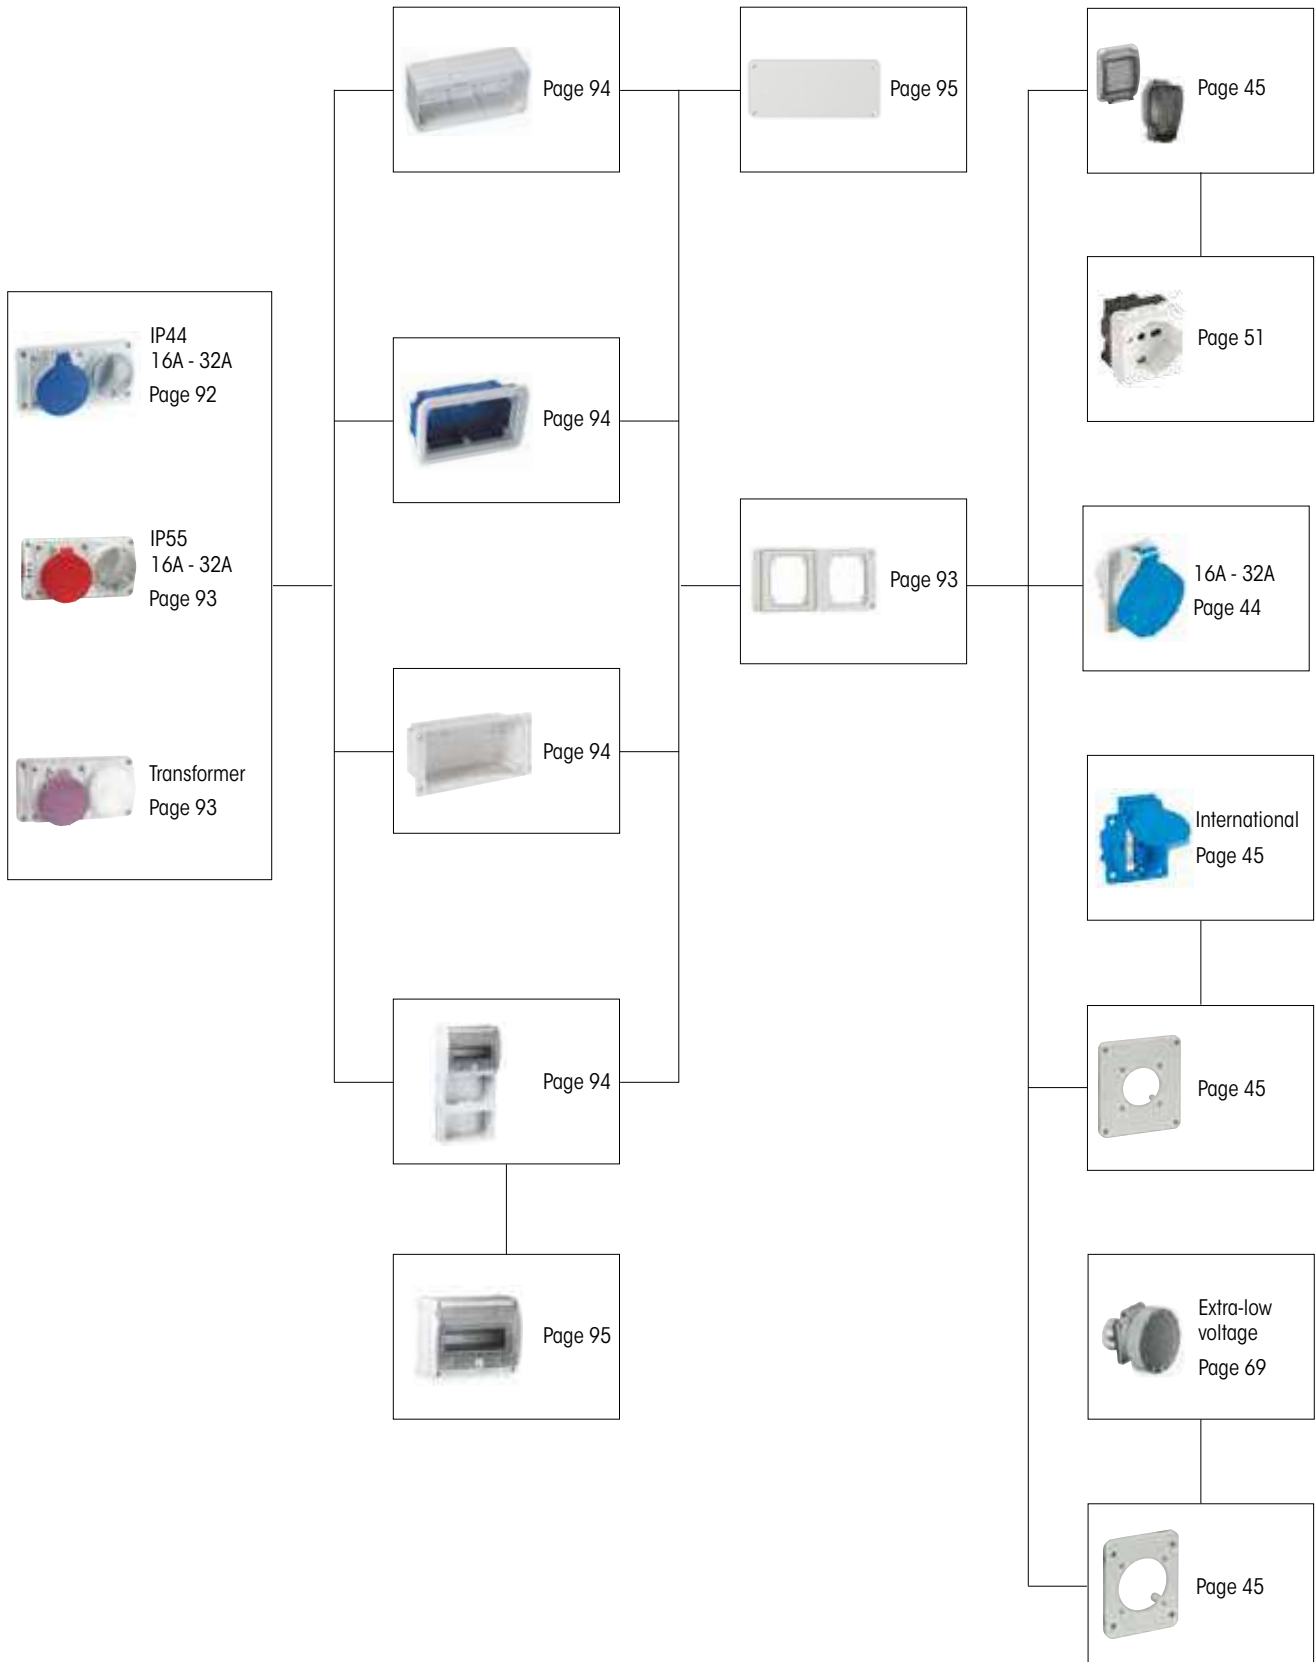 IP44
16A - 32A
Page 92
IP55
16A - 32A
Page 93
Transformer
Page 93
Page 94
Page 94
Page 94
Page 94
Page 95
Page 95
Page 93
Page 45
Page 51
16A - 32A
Page 44
International
Page 45
Page 45
Extra-low
voltage
Page 69
Page 45